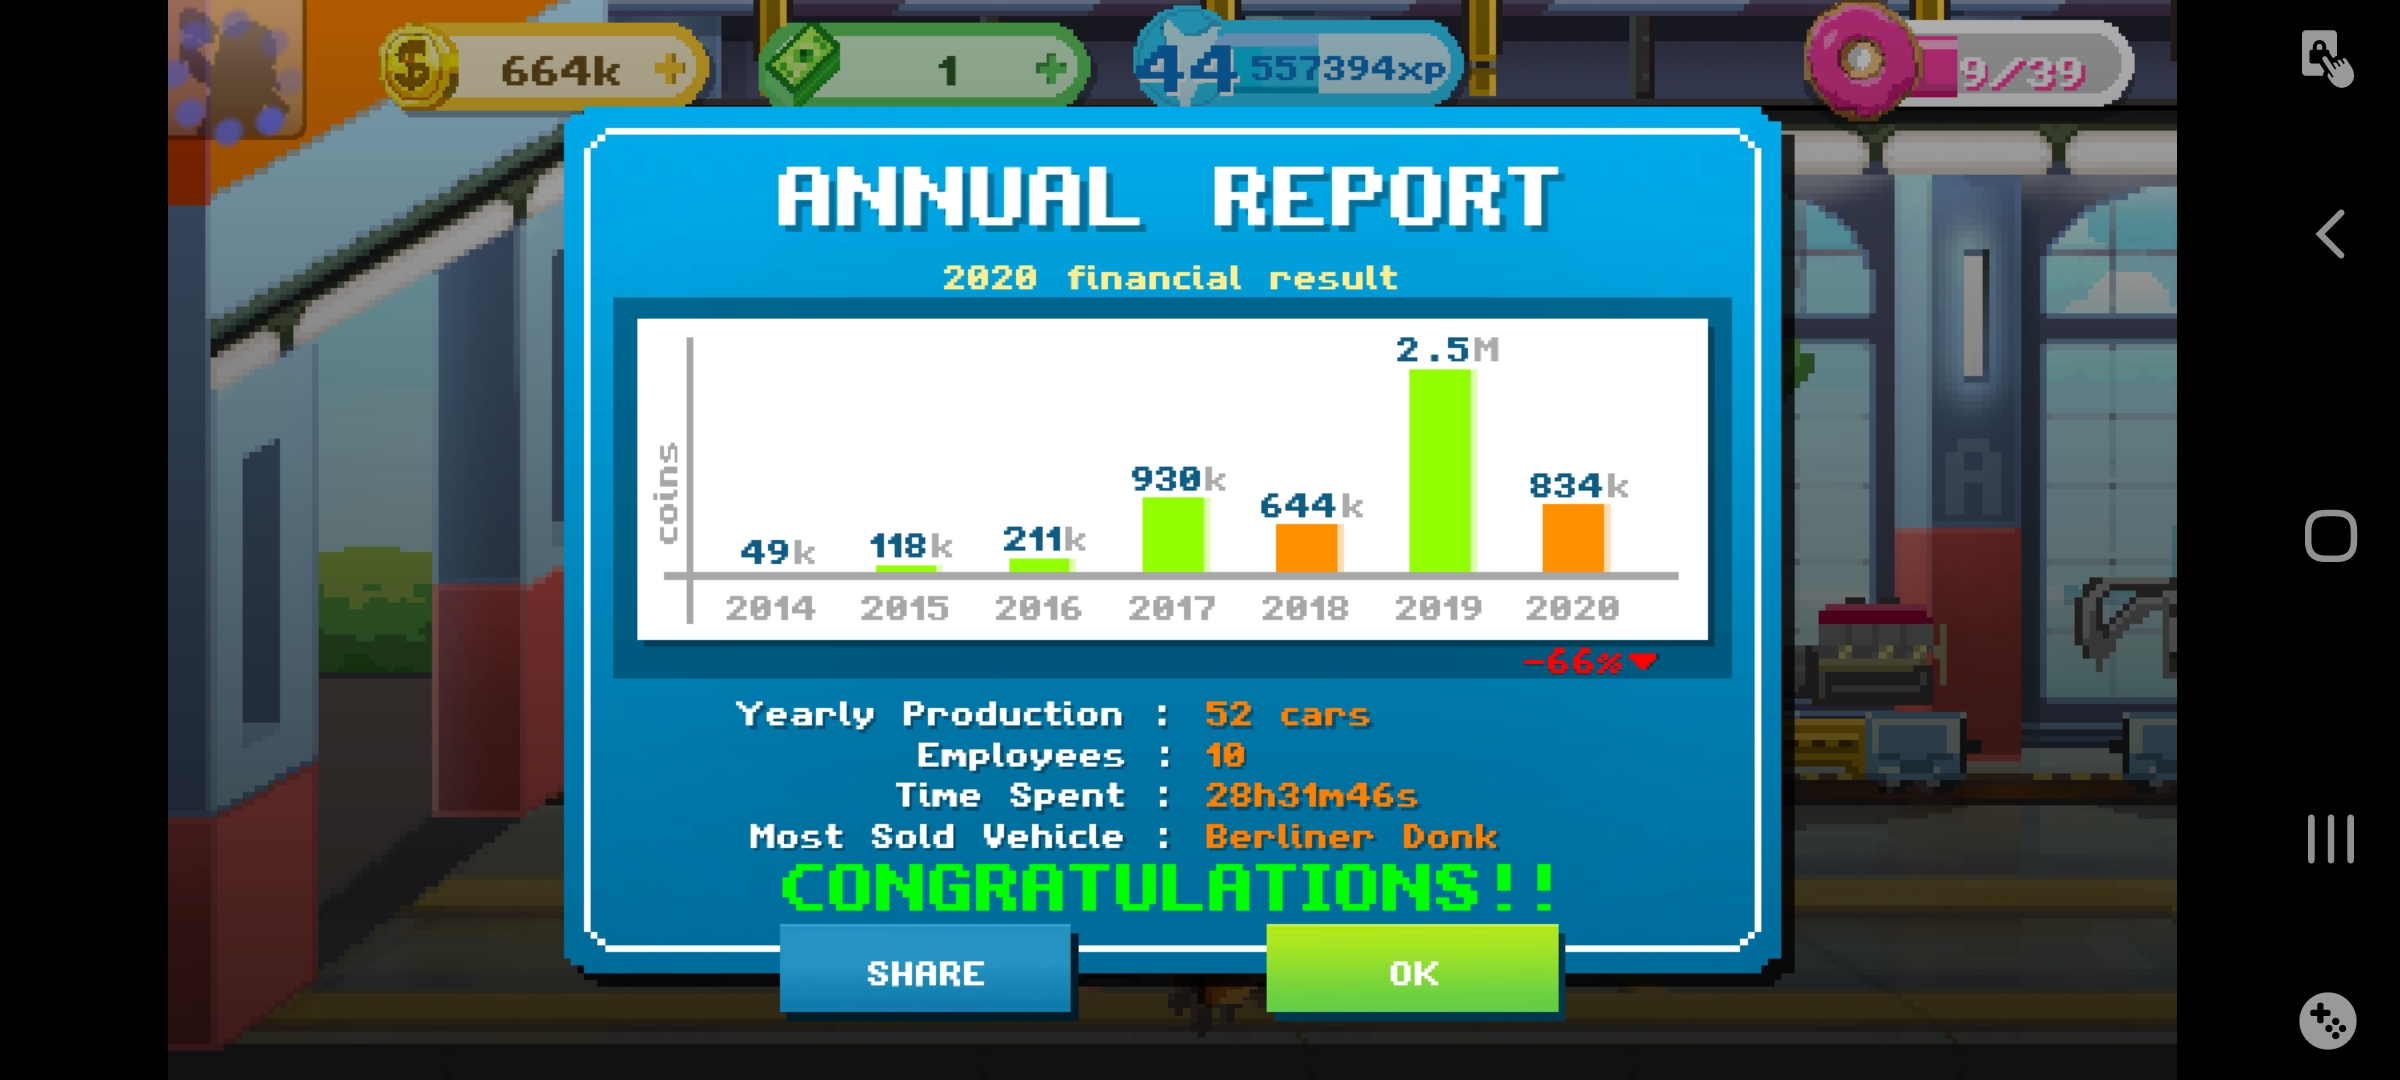 664k
1
44 557394xp
9/39
ANNUAL REPORT
2020 financial result
coins
49k
118k
211k
930k
644k
2.5M
834k
2014 2015 2016 2017 2018 2019 2020
-66%
Yearly Production : 52 cars
Employees : 10
Time Spent : 28h31m46s
Most Sold Vehicle : Berliner Donk
CONGRATULATIONS!!
SHARE
OK
A